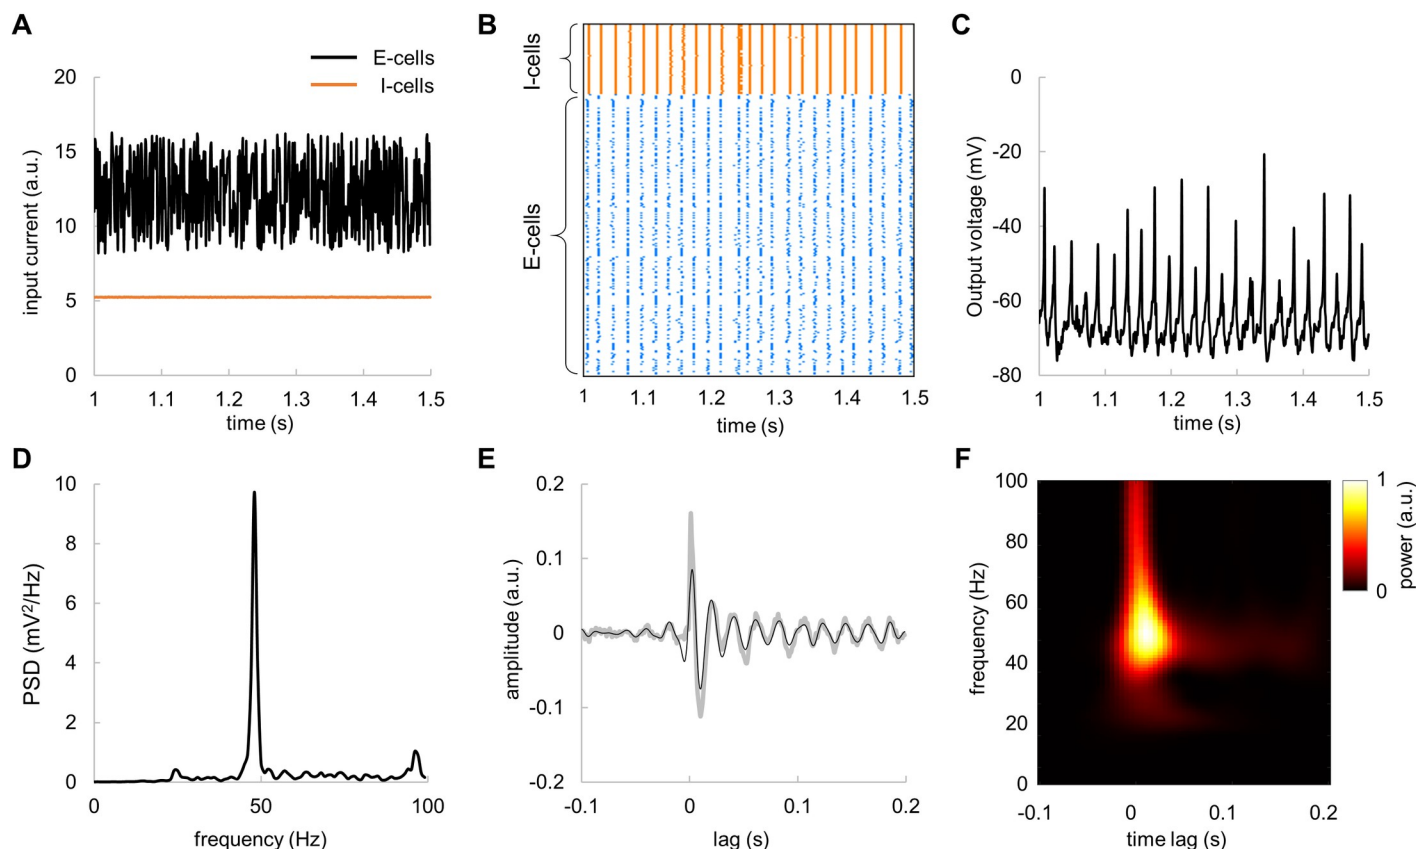 A
E-cells
I-cells
input current (a.u.)
20
15
10
5
0
1 1.1 1.2 1.3 1.4 1.5
time (s)
B
I-cells
E-cells
1 1.1 1.2 1.3 1.4 1.5
time (s)
C
Output voltage (mV)
0
-20
-40
-60
-80
1 1.1 1.2 1.3 1.4 1.5
time (s)
D
PSD (mV²/Hz)
10
8
6
4
2
0
0 50 100
frequency (Hz)
E
amplitude (a.u.)
0.2
0.1
0
-0.1
-0.2
-0.1 0 0.1 0.2
lag (s)
F
frequency (Hz)
100
80
60
40
20
0
-0.1 0 0.1 0.2
time lag (s)
1
0
power (a.u.)